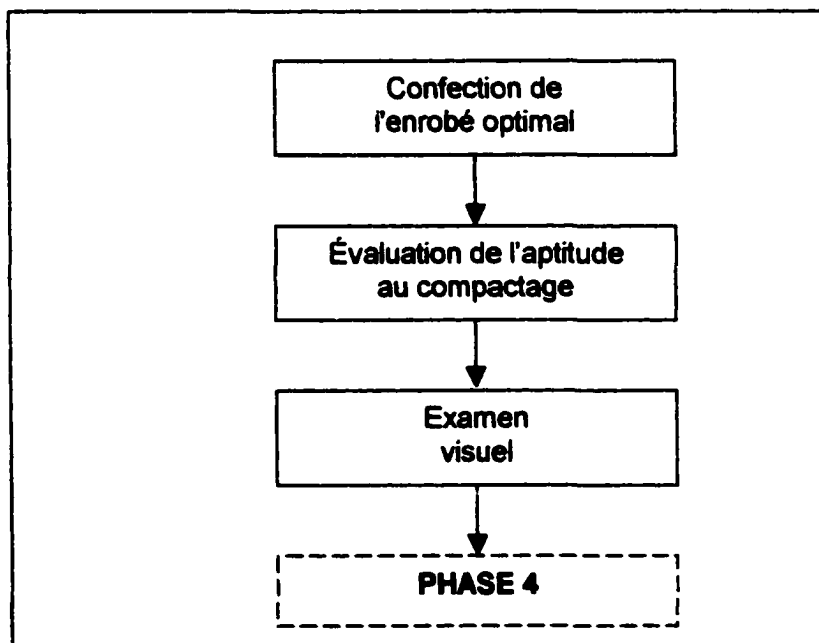 Confection de
l'enrobé optimal
Évaluation de l'aptitude
au compactage
Examen
visuel
PHASE 4